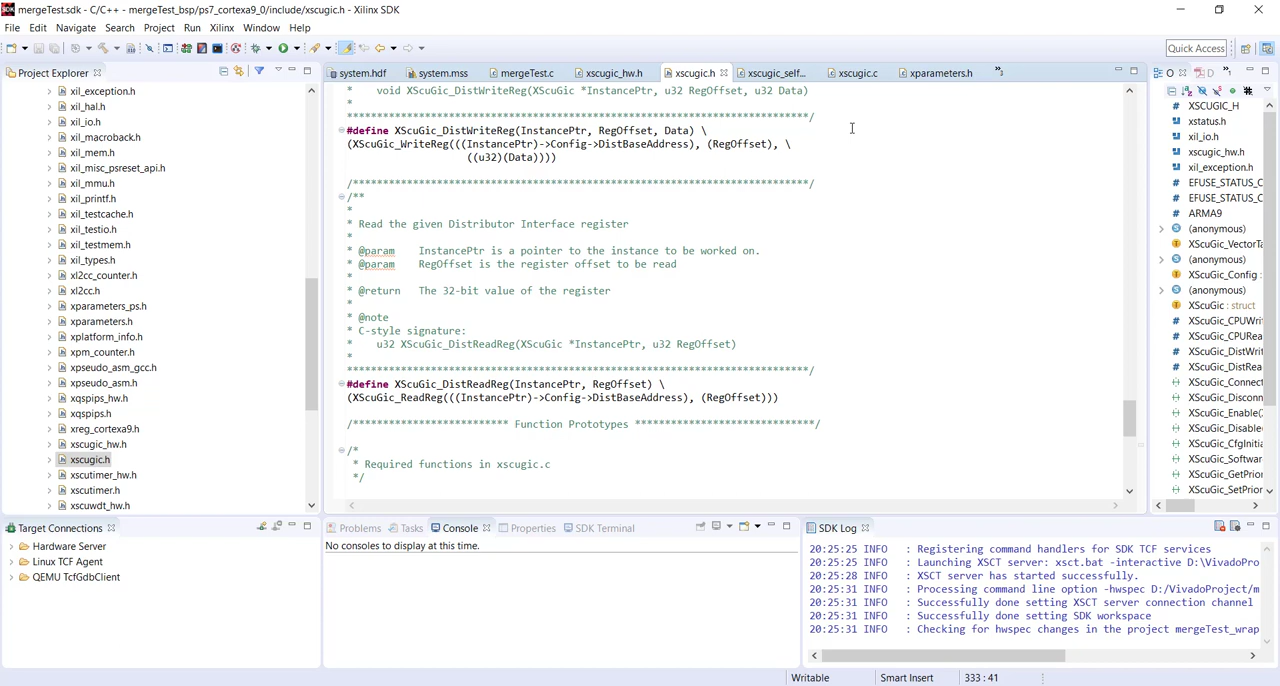 mergeTest.sdk - C/C++ - mergeTest_bsp/ps7_cortexa9_0/include/xscugic.h - Xilinx SDK
File Edit Navigate Search Project Run Xilinx Window Help
Quick Access
Project Explorer
xil_exception.h
xil_hal.h
xil_io.h
xil_macroback.h
xil_mem.h
xil_misc_psreset_api.h
xil_mmu.h
xil_printf.h
xil_testcache.h
xil_testio.h
xil_testmem.h
xil_types.h
xl2cc_counter.h
xl2cc.h
xparameters_ps.h
xparameters.h
xplatform_info.h
xpm_counter.h
xpseudo_asm_gcc.h
xpseudo_asm.h
xqspips_hw.h
xqspips.h
xreg_cortexa9.h
xscugic_hw.h
xscugic.h
xscutimer_hw.h
xscutimer.h
xscuwdt_hw.h
system.hdf system.mss mergeTest.c xscugic_hw.h xscugic.h xscugic_self... xscugic.c xparameters.h
* void XScuGic_DistWriteReg(XScuGic *InstancePtr, u32 RegOffset, u32 Data)
*
*****************************************************************************/
#define XScuGic_DistWriteReg(InstancePtr, RegOffset, Data) \
(XScuGic_WriteReg(((InstancePtr)->Config->DistBaseAddress), (RegOffset), \
((u32)(Data))))
/****************************************************************************/
/**
*
* Read the given Distributor Interface register
*
* @param InstancePtr is a pointer to the instance to be worked on.
* @param RegOffset is the register offset to be read
*
* @return The 32-bit value of the register
*
* @note
* C-style signature:
* u32 XScuGic_DistReadReg(XScuGic *InstancePtr, u32 RegOffset)
*
*****************************************************************************/
#define XScuGic_DistReadReg(InstancePtr, RegOffset) \
(XScuGic_ReadReg(((InstancePtr)->Config->DistBaseAddress), (RegOffset)))
/************************** Function Prototypes ******************************/
/*
* Required functions in xscugic.c
*/
O D
XSCUGIC_H
xstatus.h
xil_io.h
xscugic_hw.h
xil_exception.h
EFUSE_STATUS_C
EFUSE_STATUS_C
ARMA9
(anonymous)
XScuGic_VectorTa
(anonymous)
XScuGic_Config :
(anonymous)
XScuGic : struct
XScuGic_CPUWri
XScuGic_CPURea
XScuGic_DistWri
XScuGic_DistRea
XScuGic_Connect
XScuGic_Disconn
XScuGic_Enable(X
XScuGic_Disable
XScuGic_CfgInitia
XScuGic_Softwar
XScuGic_GetPrior
XScuGic_SetPrior
Target Connections
Hardware Server
Linux TCF Agent
QEMU TcfGdbClient
Problems Tasks Console Properties SDK Terminal
No consoles to display at this time.
SDK Log
20:25:25 INFO : Registering command handlers for SDK TCF services
20:25:25 INFO : Launching XSCT server: xsct.bat -interactive D:\VivadoPro
20:25:28 INFO : XSCT server has started successfully.
20:25:31 INFO : Processing command line option -hwspec D:/VivadoProject/m
20:25:31 INFO : Successfully done setting XSCT server connection channel
20:25:31 INFO : Successfully done setting SDK workspace
20:25:31 INFO : Checking for hwspec changes in the project mergeTest_wrap
Writable Smart Insert 333 : 41